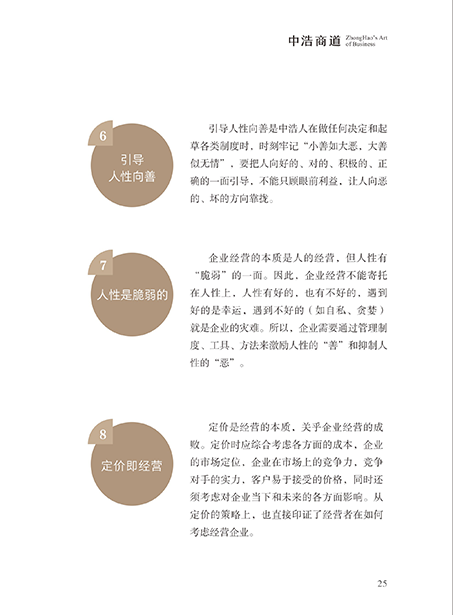 中浩商道 ZhongHao's Art
of Business
6
引导
人性向善
引导人性向善是中浩人在做任何决定和起
草各类制度时，时刻牢记“小善如大恶，大善
似无情”，要把人向好的、对的、积极的、正
确的一面引导，不能只顾眼前利益，让人向恶
的、坏的方向靠拢。
7
人性是脆弱的
企业经营的本质是人的经营，但人性有
“脆弱”的一面。因此，企业经营不能寄托
在人性上，人性有好的，也有不好的，遇到
好的是幸运，遇到不好的（如自私、贪婪）
就是企业的灾难。所以，企业需要通过管理制
度、工具、方法来激励人性的“善”和抑制人
性的“恶”。
8
定价即经营
定价是经营的本质，关乎企业经营的成
败。定价时应综合考虑各方面的成本，企业
的市场定位，企业在市场上的竞争力，竞争
对手的实力，客户易于接受的价格，同时还
须考虑对企业当下和未来的各方面影响。从
定价的策略上，也直接印证了经营者在如何
考虑经营企业。
25